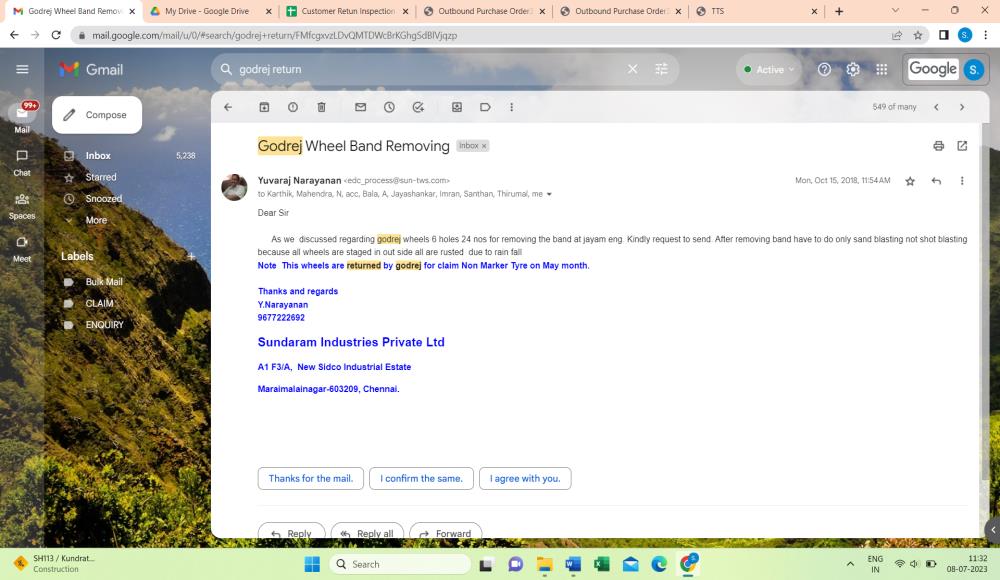 Godrej Wheel Band Remov
My Drive - Google Drive
Customer Retun Inspection
Outbound Purchase Order
Outbound Purchase Order
TTS
mail.google.com/mail/u/0/#search/godrej+return/FMfcgxvzLDvQMTDWcBrKGhgSdBlVjqzp
Gmail
godrej return
Active
Google
S.
99+
Mail
Chat
Spaces
Meet
Compose
Inbox 5,238
Starred
Snoozed
More
Labels
Bulk Mail
CLAIM
ENQUIRY
549 of many
Godrej Wheel Band Removing Inbox ×
Yuvaraj Narayanan <edc_process@sun-tws.com> Mon, Oct 15, 2018, 11:54 AM
to Karthik, Mahendra, N, acc, Bala, A, Jayashankar, Imran, Santhan, Thirumal, me
Dear Sir
As we discussed regarding godrej wheels 6 holes 24 nos for removing the band at jayam eng. Kindly request to send. After removing band have to do only sand blasting not shot blasting
because all wheels are staged in out side all are rusted due to rain fall
Note This wheels are returned by godrej for claim Non Marker Tyre on May month.
Thanks and regards
Y.Narayanan
9677222692
Sundaram Industries Private Ltd
A1 F3/A, New Sidco Industrial Estate
Maraimalainagar-603209, Chennai.
Thanks for the mail. I confirm the same. I agree with you.
Reply Reply all Forward
SH113 / Kundrat...
Construction
Search
ENG
IN
11:32
08-07-2023